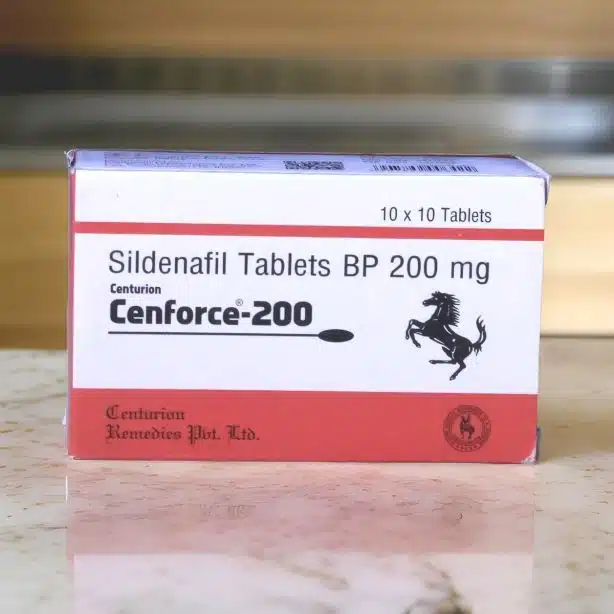 10 x 10 Tablets
Sildenafil Tablets BP 200 mg
Centurion
Cenforce®-200
Centurion
Remedies Pvt. Ltd.